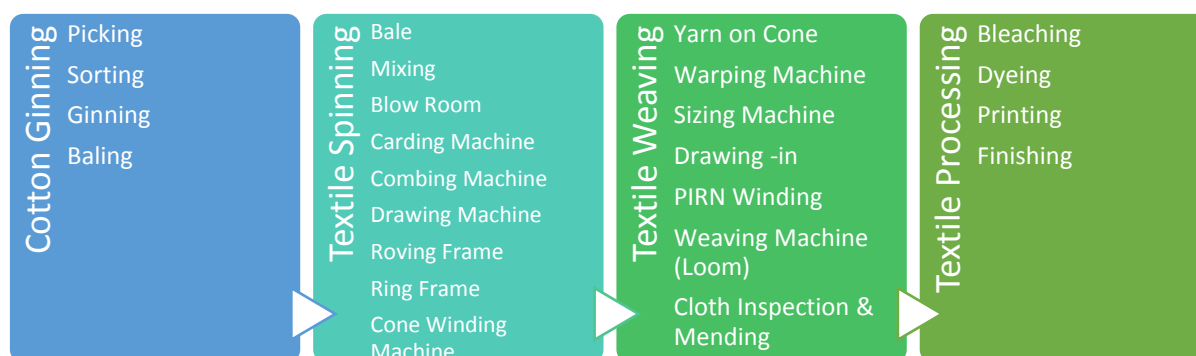 Cotton Ginning
Picking
Sorting
Ginning
Baling
Textile Spinning
Bale
Mixing
Blow Room
Carding Machine
Combing Machine
Drawing Machine
Roving Frame
Ring Frame
Cone Winding
Machine
Textile Weaving
Yarn on Cone
Warping Machine
Sizing Machine
Drawing -in
PIRN Winding
Weaving Machine
(Loom)
Cloth Inspection &
Mending
Textile Processing
Bleaching
Dyeing
Printing
Finishing